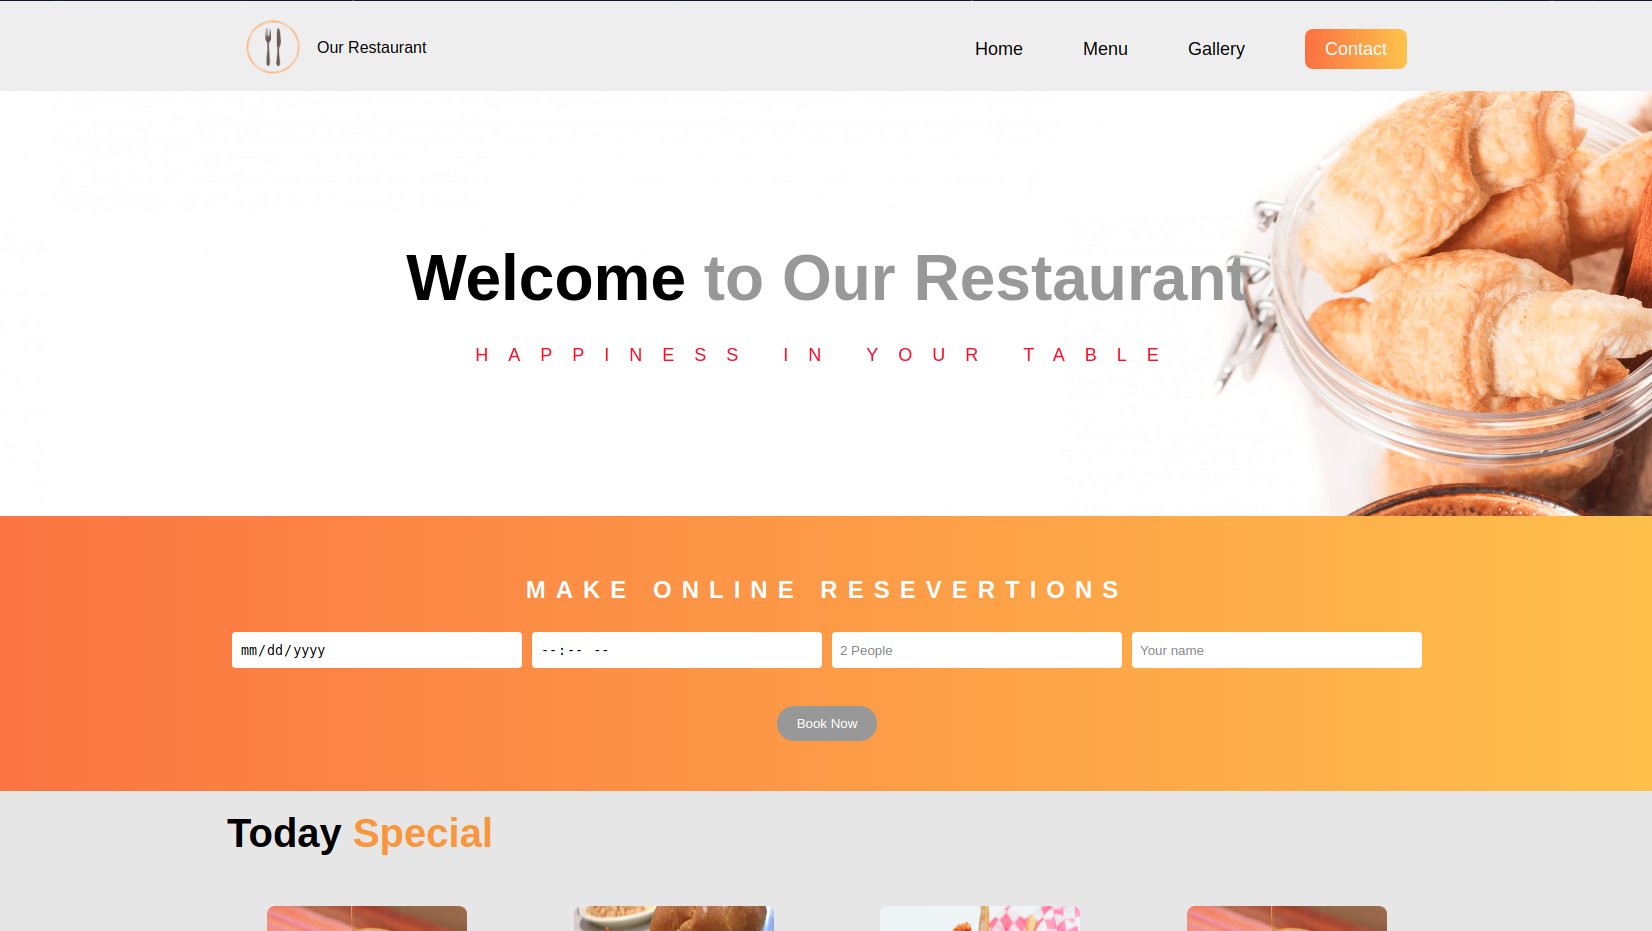 Our Restaurant
Home
Menu
Gallery
Contact
Welcome to Our Restaurant
HAPPINESS IN YOUR TABLE
MAKE ONLINE RESEVERTIONS
mm/dd/yyyy
--:-- --
2 People
Your name
Book Now
Today Special